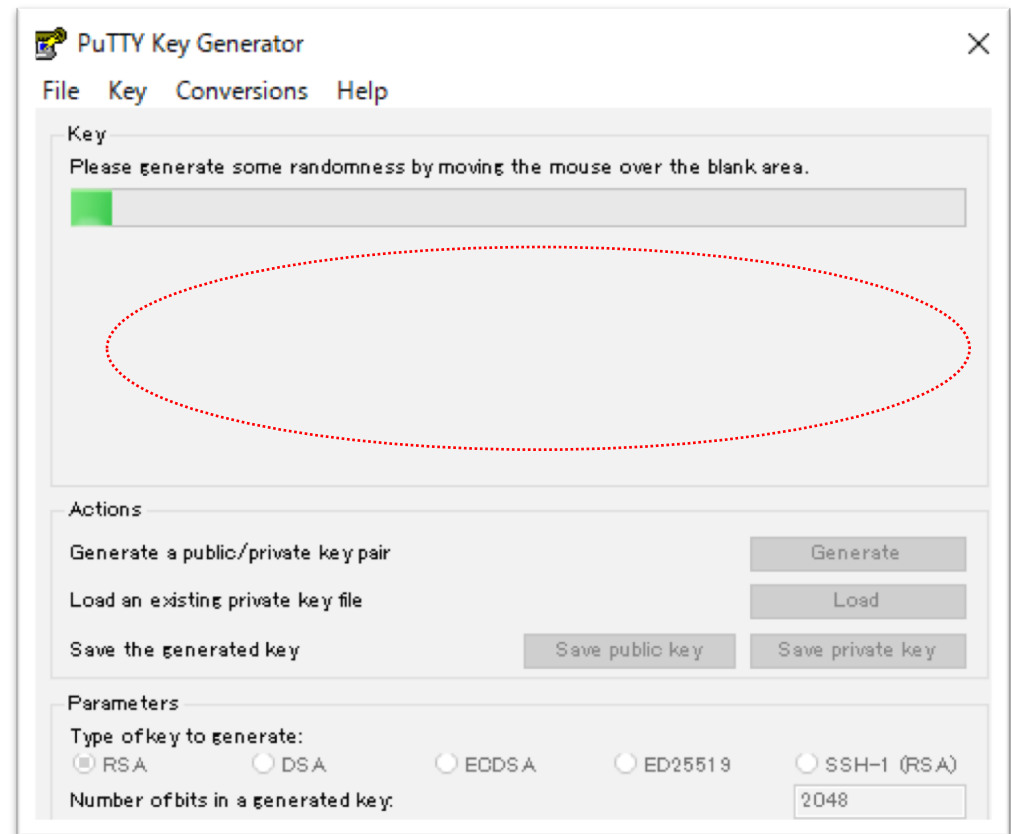 PuTTY Key Generator
File Key Conversions Help
Key
Please generate some randomness by moving the mouse over the blank area.
Actions
Generate a public/private key pair Generate
Load an existing private key file Load
Save the generated key Save public key Save private key
Parameters
Type of key to generate:
RSA DSA ECDSA ED25519 SSH-1 (RSA)
Number of bits in a generated key: 2048